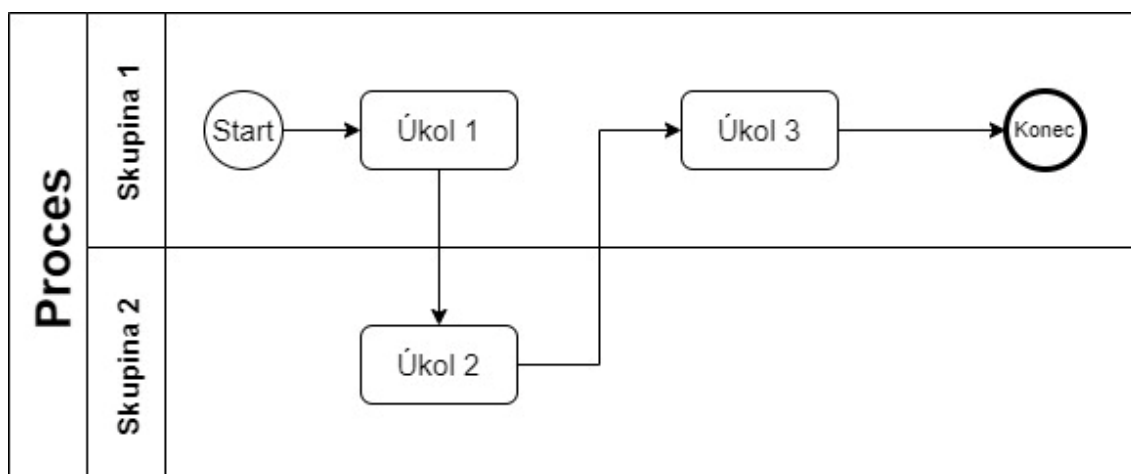 Proces
Skupina 1
Start
Úkol 1
Úkol 3
Konec
Skupina 2
Úkol 2